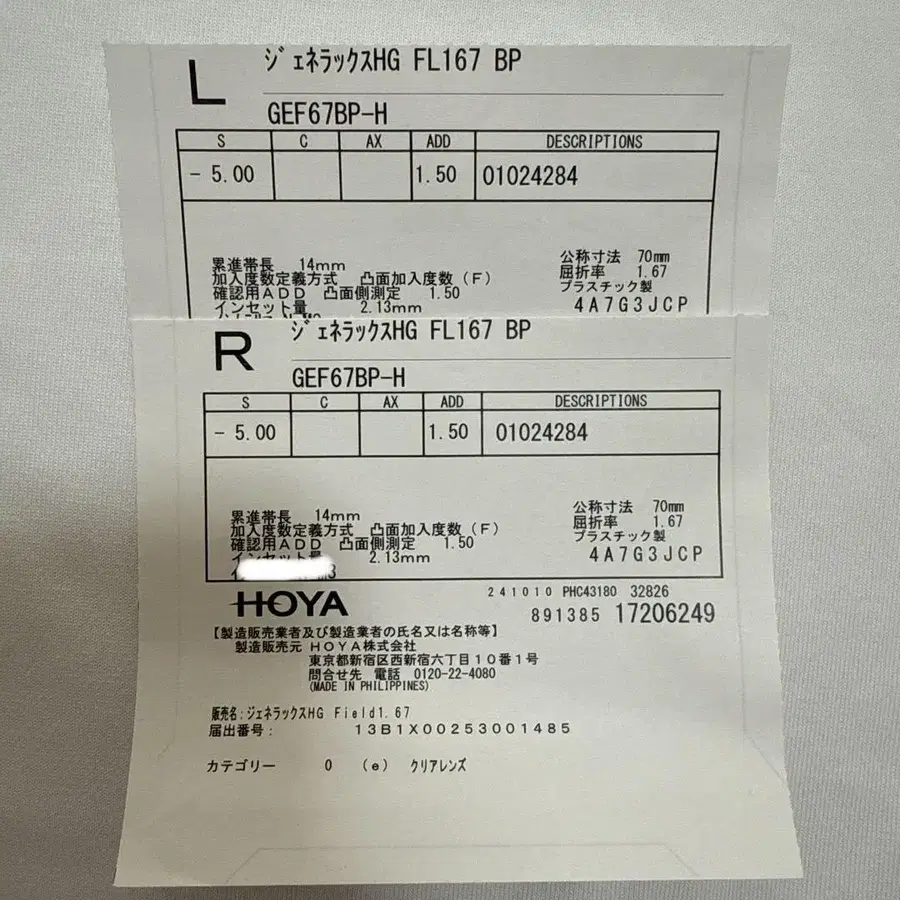 L
ジェネラックスHG FL167 BP
GEF67BP-H
S C AX ADD DESCRIPTIONS
- 5.00 1.50 01024284
累進帯長 14mm
加入度数定義方式 凸面加入度数(F)
確認用ADD 凸面側測定 1.50
インセット量 2.13mm
公称寸法 70mm
屈折率 1.67
プラスチック製
4A7G3JCP
R
ジェネラックスHG FL167 BP
GEF67BP-H
S C AX ADD DESCRIPTIONS
- 5.00 1.50 01024284
累進帯長 14mm
加入度数定義方式 凸面加入度数(F)
確認用ADD 凸面側測定 1.50
インセット量 2.13mm
公称寸法 70mm
屈折率 1.67
プラスチック製
4A7G3JCP
HOYA
241010 PHC43180 32826
891385 17206249
【製造販売業者及び製造業者の氏名又は名称等】
製造販売元 HOYA株式会社
東京都新宿区西新宿六丁目10番1号
問合せ先 電話 0120-22-4080
(MADE IN PHILIPPINES)
販売名:ジェネラックスHG Field1.67
届出番号: 13B1X00253001485
カテゴリー 0 (e) クリアレンズ